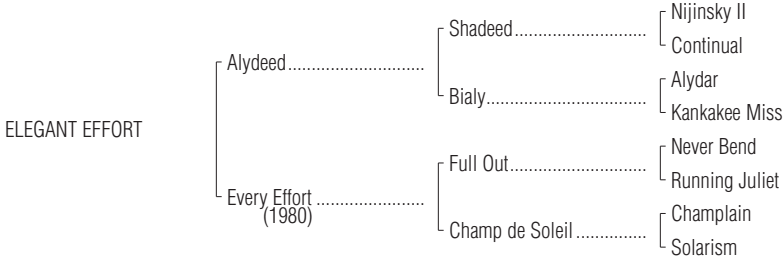 Nijinsky II
Shadeed..............................
Continual
Alydeed..............................
Alydar
Bialy...................................
Kankakee Miss
ELEGANT EFFORT
Never Bend
Full Out..............................
Running Juliet
Every Effort ........................
(1980)
Champlain
Champ de Soleil ................
Solarism